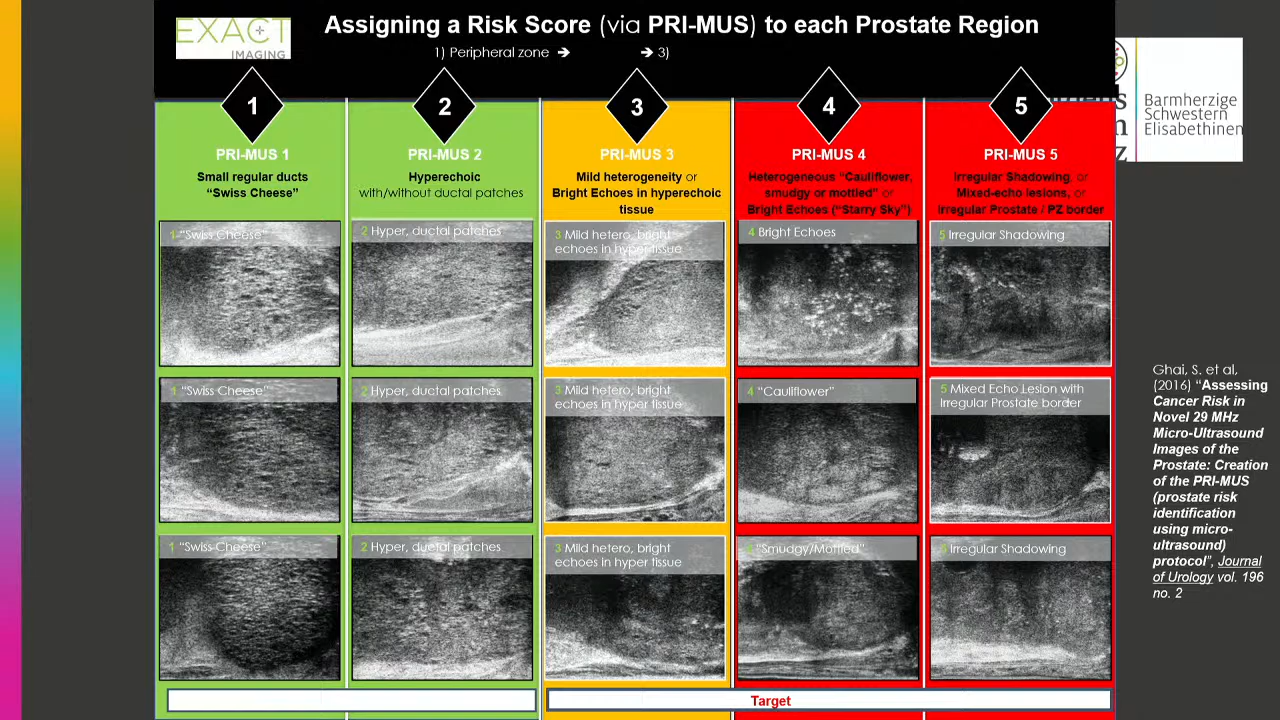 EXACT
IMAGING
Assigning a Risk Score (via PRI-MUS) to each Prostate Region
1) Peripheral zone ➔ ➔ 3)
1
2
3
4
5
Barmherzige
Schwestern
Elisabethinen
PRI-MUS 1
Small regular ducts
“Swiss Cheese”
PRI-MUS 2
Hyperechoic
with/without ductal patches
PRI-MUS 3
Mild heterogeneity or
Bright Echoes in hyperechoic
tissue
PRI-MUS 4
Heterogeneous “Cauliflower,
smudgy or mottled” or
Bright Echoes (“Starry Sky”)
PRI-MUS 5
Irregular Shadowing, or
Mixed-echo lesions, or
Irregular Prostate / PZ border
1 “Swiss Cheese”
2 Hyper, ductal patches
3 Mild hetero, bright
echoes in hyper tissue
4 Bright Echoes
5 Irregular Shadowing
1 “Swiss Cheese”
2 Hyper, ductal patches
3 Mild hetero, bright
echoes in hyper tissue
4 “Cauliflower”
5 Mixed Echo Lesion with
Irregular Prostate border
1 “Swiss Cheese”
2 Hyper, ductal patches
3 Mild hetero, bright
echoes in hyper tissue
“Smudgy/Mottled”
Irregular Shadowing
Target
Ghai, S. et al,
(2016) “Assessing
Cancer Risk in
Novel 29 MHz
Micro-Ultrasound
Images of the
Prostate: Creation
of the PRI-MUS
(prostate risk
identification
using micro-
ultrasound)
protocol”, Journal
of Urology vol. 196
no. 2